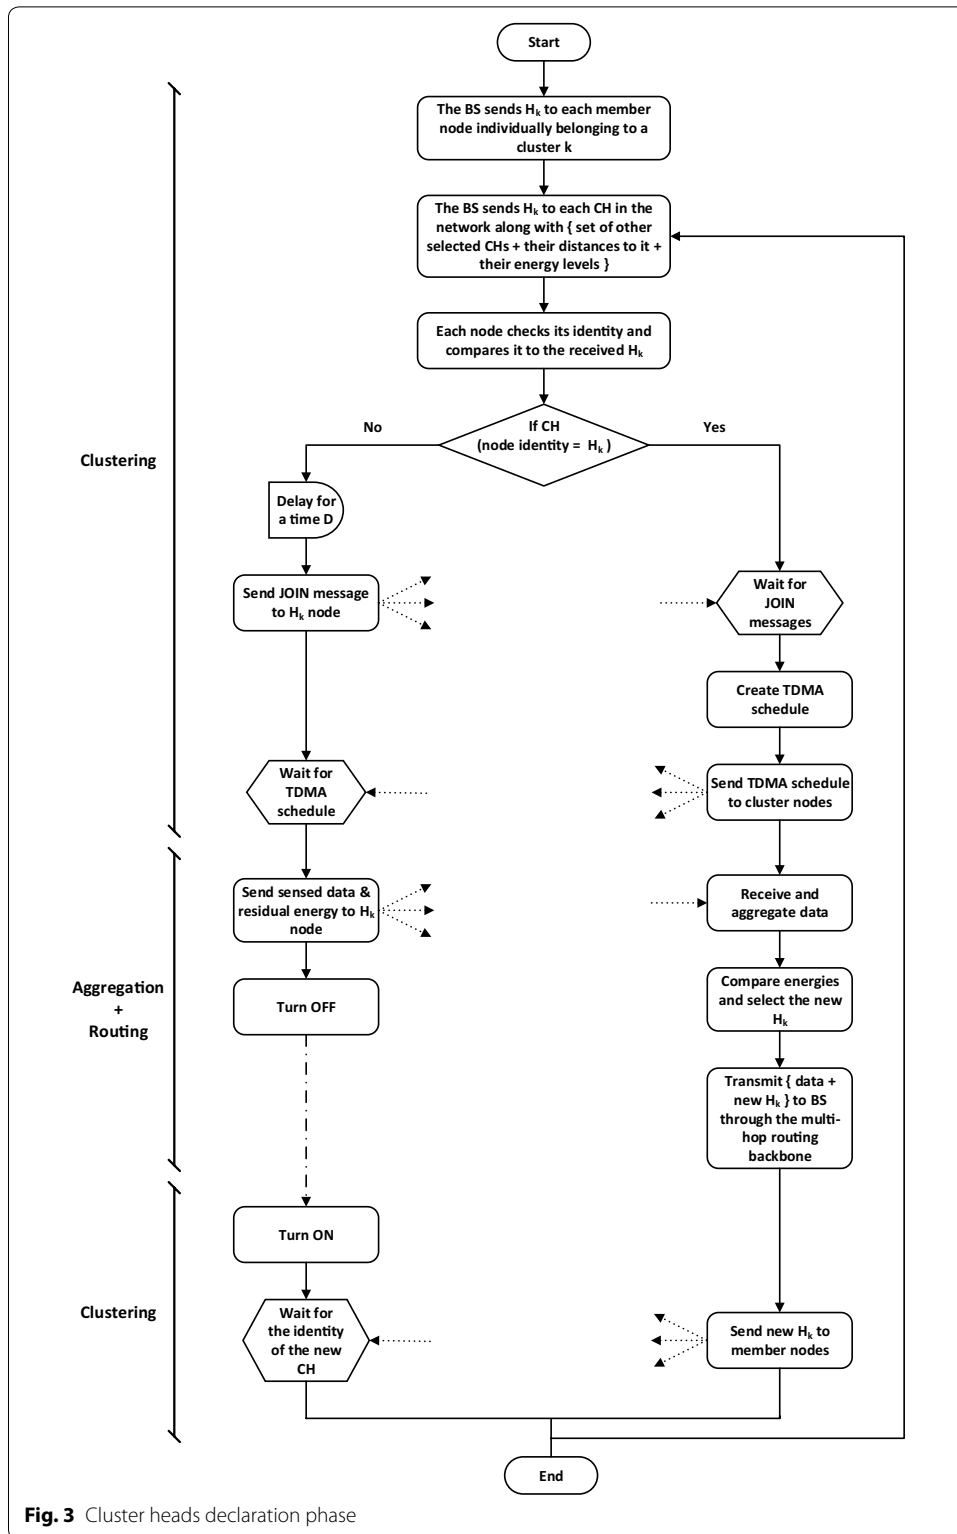 Start
The BS sends Hk to each member
node individually belonging to a
cluster k
The BS sends Hk to each CH in the
network along with { set of other
selected CHs + their distances to it +
their energy levels }
Each node checks its identity and
compares it to the received Hk
If CH
(node identity = Hk )
No
Yes
Clustering
Delay for
a time D
Send JOIN message
to Hk node
Wait for
JOIN
messages
Create TDMA
schedule
Wait for
TDMA
schedule
Send TDMA schedule
to cluster nodes
Send sensed data &
residual energy to Hk
node
Receive and
aggregate data
Aggregation
+
Routing
Turn OFF
Compare energies
and select the new
Hk
Transmit { data +
new Hk } to BS
through the multi-
hop routing
backbone
Turn ON
Clustering
Wait for
the identity
of the new
CH
Send new Hk to
member nodes
End
Fig. 3 Cluster heads declaration phase